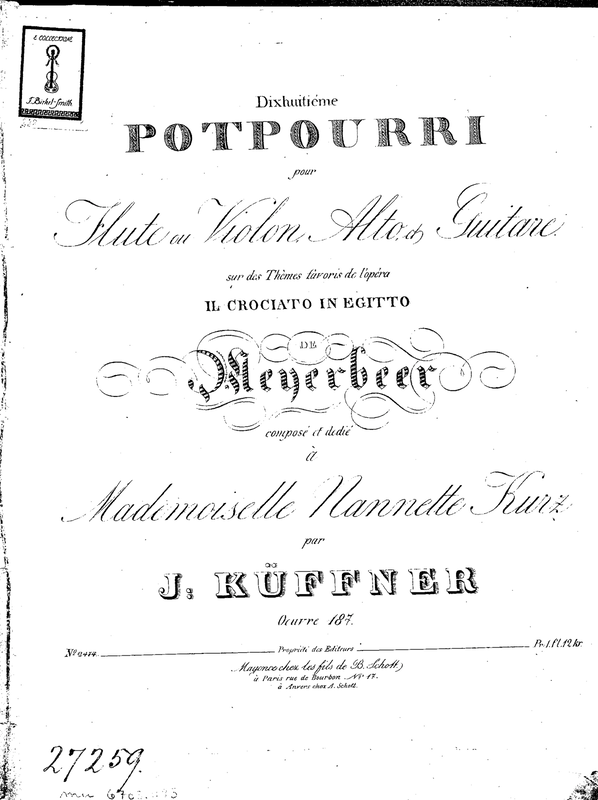 Dixhuitiéme
POTPOURRI
pour
Flute ou Violon, Alto, et Guitare.
sur des Thèmes favoris de l'opéra
IL CROCIATO IN EGITTO
DE
Meyerbeer
composé et dedié
à
Mademoiselle Nannette Kurz
par
J: KÜFFNER
Oeuvre 187.
Propriété des Editeurs
Pr. 1.fl.12 kr.
Mayence chez les fils de B. Schott,
à Paris rue de Bourbon Nº 17.
à Anvers chez A. Schott.
27259.